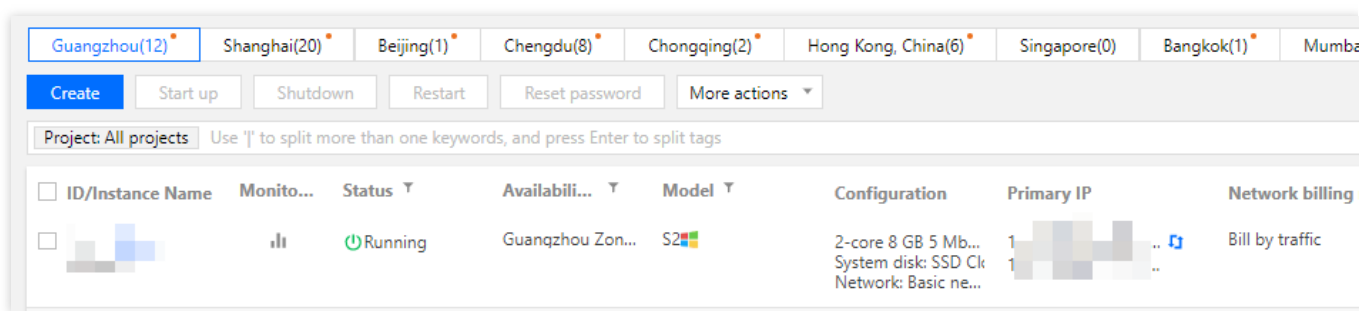 Guangzhou(12) Shanghai(20) Beijing(1) Chengdu(8) Chongqing(2) Hong Kong, China(6) Singapore(0) Bangkok(1) Mumba
Create Start up Shutdown Restart Reset password More actions
Project: All projects Use '|' to split more than one keywords, and press Enter to split tags
ID/Instance Name Monito... Status Availabili... Model Configuration Primary IP Network billing
Running Guangzhou Zon... S2 2-core 8 GB 5 Mb... 1 .. Bill by traffic
System disk: SSD Clo 1 ..
Network: Basic ne...